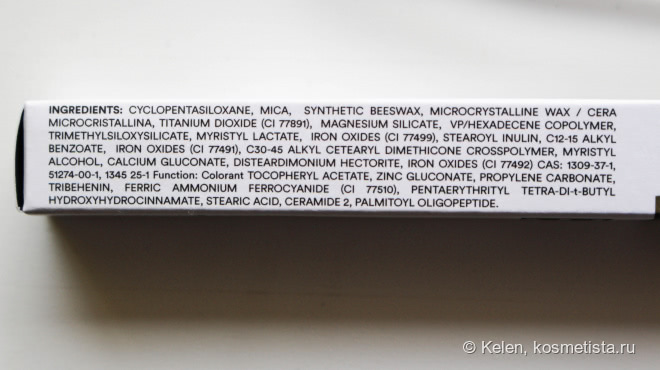 INGREDIENTS: CYCLOPENTASILOXANE, MICA, SYNTHETIC BEESWAX, MICROCRYSTALLINE WAX / CERA
MICROCRISTALLINA, TITANIUM DIOXIDE (CI 77891), MAGNESIUM SILICATE, VP/HEXADECENE COPOLYMER,
TRIMETHYLSILOXYSILICATE, MYRISTYL LACTATE, IRON OXIDES (CI 77499), STEAROYL INULIN, C12-15 ALKYL
BENZOATE, IRON OXIDES (CI 77491), C30-45 ALKYL CETEARYL DIMETHICONE CROSSPOLYMER, MYRISTYL
ALCOHOL, CALCIUM GLUCONATE, DISTEARDIMONIUM HECTORITE, IRON OXIDES (CI 77492) CAS: 1309-37-1,
51274-00-1, 1345 25-1 Function: Colorant TOCOPHERYL ACETATE, ZINC GLUCONATE, PROPYLENE CARBONATE,
TRIBEHENIN, FERRIC AMMONIUM FERROCYANIDE (CI 77510), PENTAERYTHRITYL TETRA-DI-t-BUTYL
HYDROXYHYDROCINNAMATE, STEARIC ACID, CERAMIDE 2, PALMITOYL OLIGOPEPTIDE.
© Kelen, kosmetista.ru